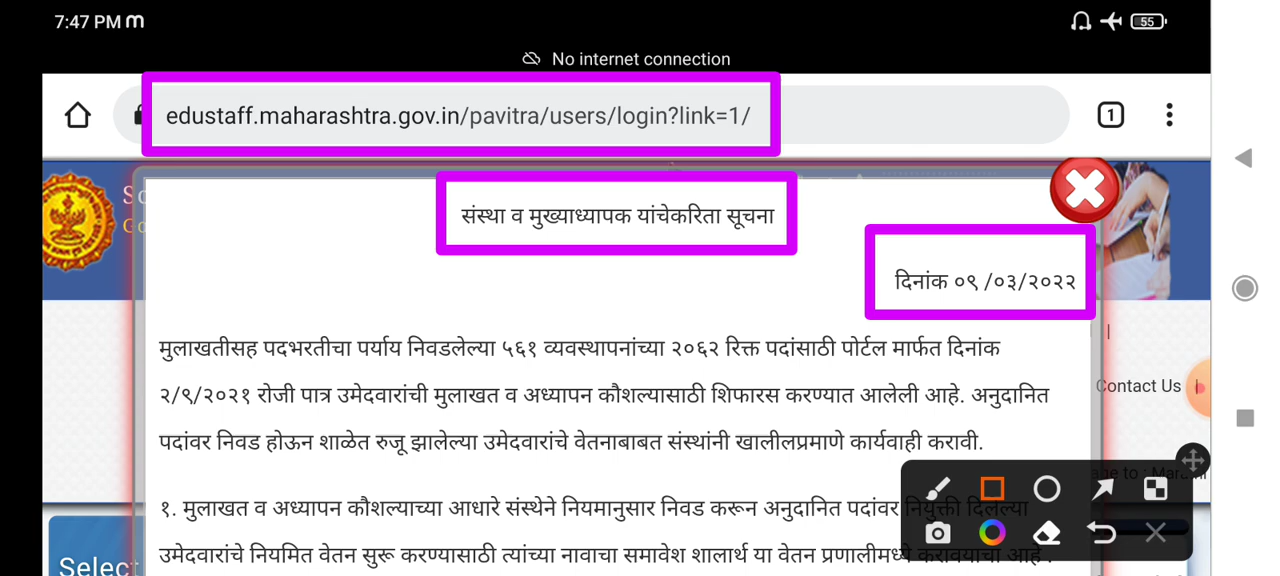 7:47 PM
55
No internet connection
edustaff.maharashtra.gov.in/pavitra/users/login?link=1/
1
संस्था व मुख्याध्यापक यांचेकरिता सूचना
दिनांक ०९ /०३/२०२२
मुलाखतीसह पदभरतीचा पर्याय निवडलेल्या ५६१ व्यवस्थापनांच्या २०६२ रिक्त पदांसाठी पोर्टल मार्फत दिनांक
२/९/२०२१ रोजी पात्र उमेदवारांची मुलाखत व अध्यापन कौशल्यासाठी शिफारस करण्यात आलेली आहे. अनुदानित
Contact Us |
पदांवर निवड होऊन शाळेत रुजू झालेल्या उमेदवारांचे वेतनाबाबत संस्थांनी खालीलप्रमाणे कार्यवाही करावी.
१. मुलाखत व अध्यापन कौशल्याच्या आधारे संस्थेने नियमानुसार निवड करून अनुदानित पदांवर नियुक्ती दिलेल्या
उमेदवारांचे नियमित वेतन सुरू करण्यासाठी त्यांच्या नावाचा समावेश शालार्थ या वेतन प्रणालीमध्ये करावयाचा आहे .
Select